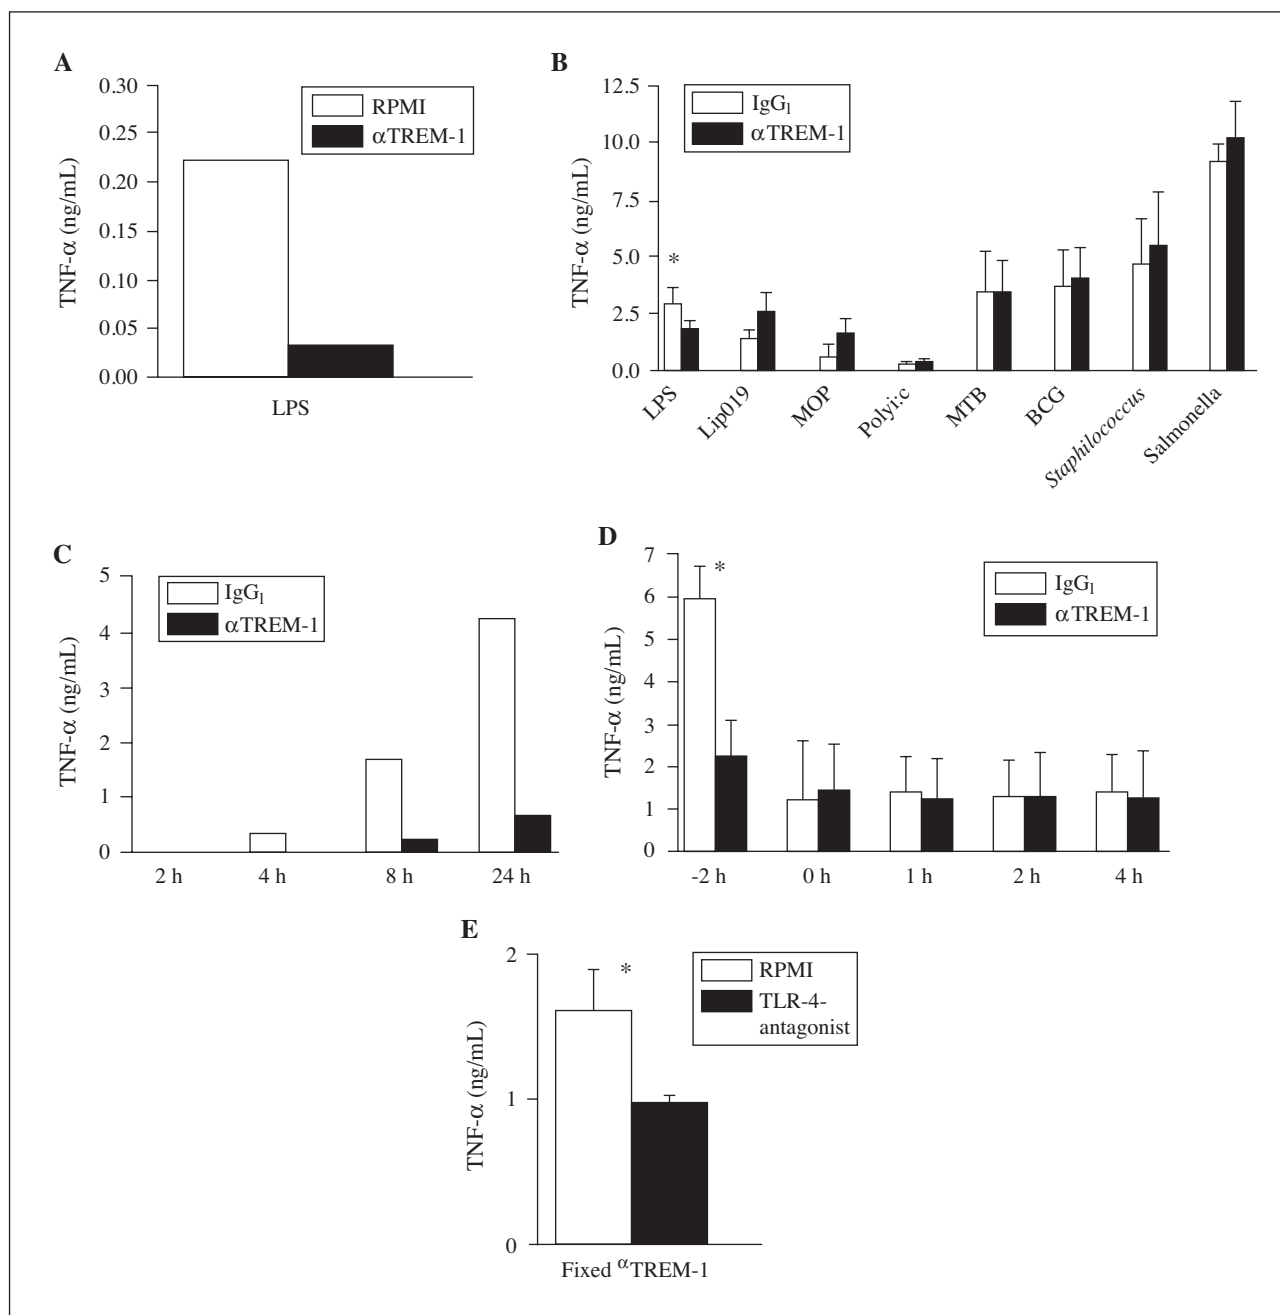 A
TNF-α (ng/mL)
0.30
0.25
0.20
0.15
0.10
0.05
0.00
RPMI
αTREM-1
LPS
B
TNF-α (ng/mL)
12.5
10.0
7.5
5.0
2.5
0.0
IgG₁
αTREM-1
*
LPS
Lip019
MOP
Polyi:c
MTB
BCG
Staphilococcus
Salmonella
C
TNF-α (ng/mL)
5
4
3
2
1
0
IgG₁
αTREM-1
2 h
4 h
8 h
24 h
D
TNF-α (ng/mL)
7
6
5
4
3
2
1
0
*
IgG₁
αTREM-1
-2 h
0 h
1 h
2 h
4 h
E
TNF-α (ng/mL)
2
1
0
*
RPMI
TLR-4-
antagonist
Fixed αTREM-1